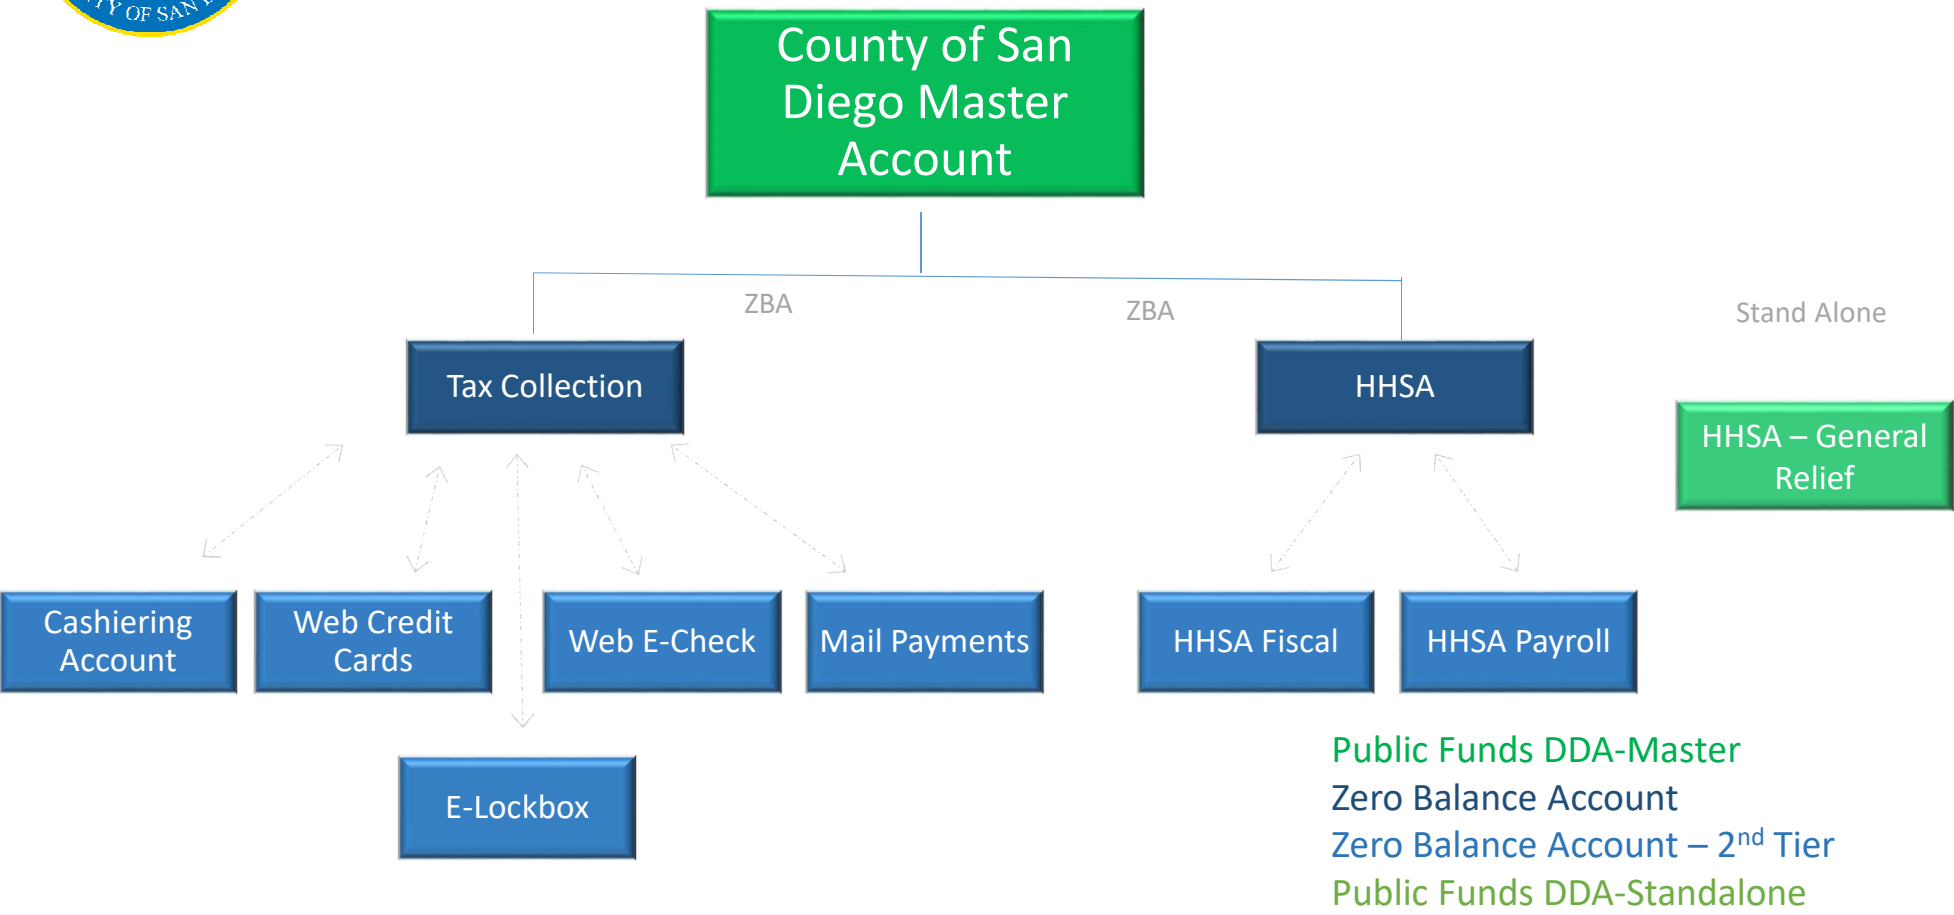 TY OF SAN
County of San
Diego Master
Account
ZBA
ZBA
Stand Alone
Tax Collection
HHSA
HHSA – General
Relief
Cashiering
Account
Web Credit
Cards
Web E-Check
Mail Payments
HHSA Fiscal
HHSA Payroll
E-Lockbox
Public Funds DDA-Master
Zero Balance Account
Zero Balance Account – 2nd Tier
Public Funds DDA-Standalone